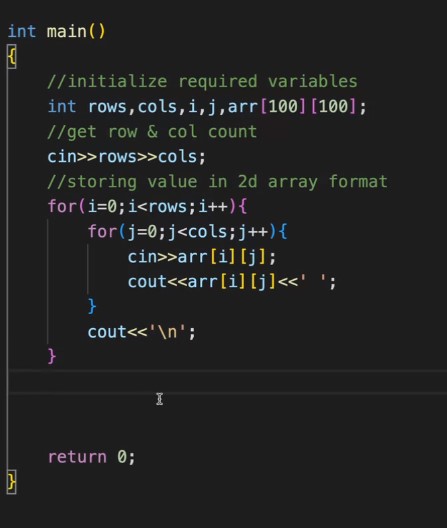 int main()
{
    //initialize required variables
    int rows,cols,i,j,arr[100][100];
    //get row & col count
    cin>>rows>>cols;
    //storing value in 2d array format
    for(i=0;i<rows;i++){
        for(j=0;j<cols;j++){
            cin>>arr[i][j];
            cout<<arr[i][j]<<' ';
        }
        cout<<'\n';
    }
    return 0;
}